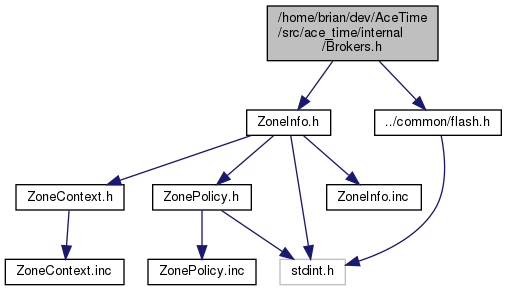 /home/brian/dev/AceTime
/src/ace_time/internal
/Brokers.h
ZoneInfo.h
../common/flash.h
ZoneContext.h
ZonePolicy.h
ZoneInfo.inc
ZoneContext.inc
ZonePolicy.inc
stdint.h